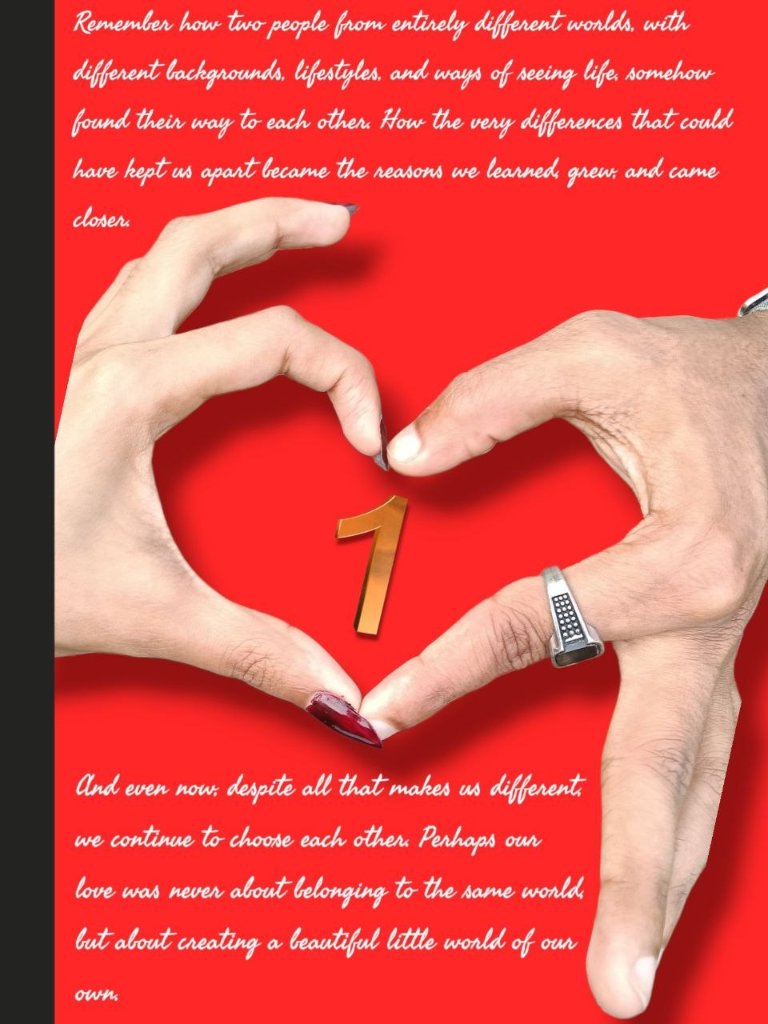 Remember how two people from entirely different worlds, with
different backgrounds, lifestyles, and ways of seeing life, somehow
found their way to each other. How the very differences that could
have kept us apart became the reasons we learned, grew, and came
closer.
1
And even now, despite all that makes us different,
we continue to choose each other. Perhaps our
love was never about belonging to the same world,
but about creating a beautiful little world of our
own.